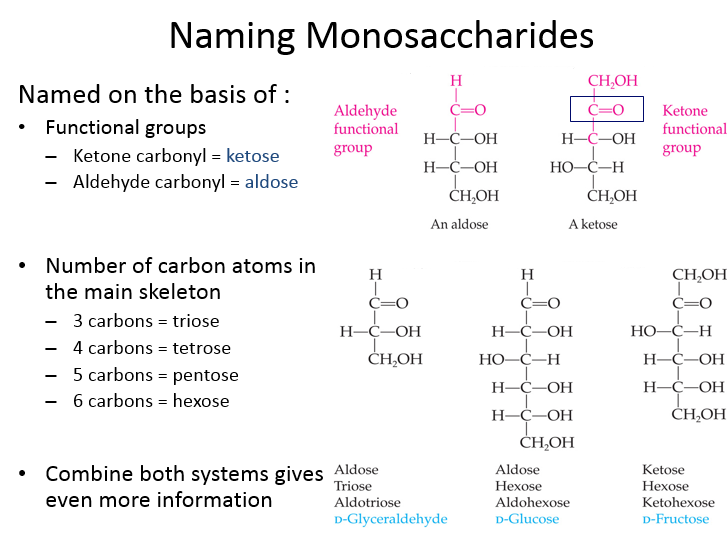 Naming Monosaccharides
Named on the basis of :
• Functional groups
– Ketone carbonyl = ketose
– Aldehyde carbonyl = aldose
• Number of carbon atoms in
the main skeleton
– 3 carbons = triose
– 4 carbons = tetrose
– 5 carbons = pentose
– 6 carbons = hexose
• Combine both systems gives
even more information
Aldehyde
functional
group
H
C=O
H—C—OH
H—C—OH
CH₂OH
An aldose
CH₂OH
C=O
H—C—OH
HO—C—H
CH₂OH
A ketose
Ketone
functional
group
H
C=O
H—C—OH
CH₂OH
Aldose
Triose
Aldotriose
D-Glyceraldehyde
H
C=O
H—C—OH
HO—C—H
H—C—OH
H—C—OH
CH₂OH
Aldose
Hexose
Aldohexose
D-Glucose
CH₂OH
C=O
HO—C—H
H—C—OH
H—C—OH
CH₂OH
Ketose
Hexose
Ketohexose
D-Fructose